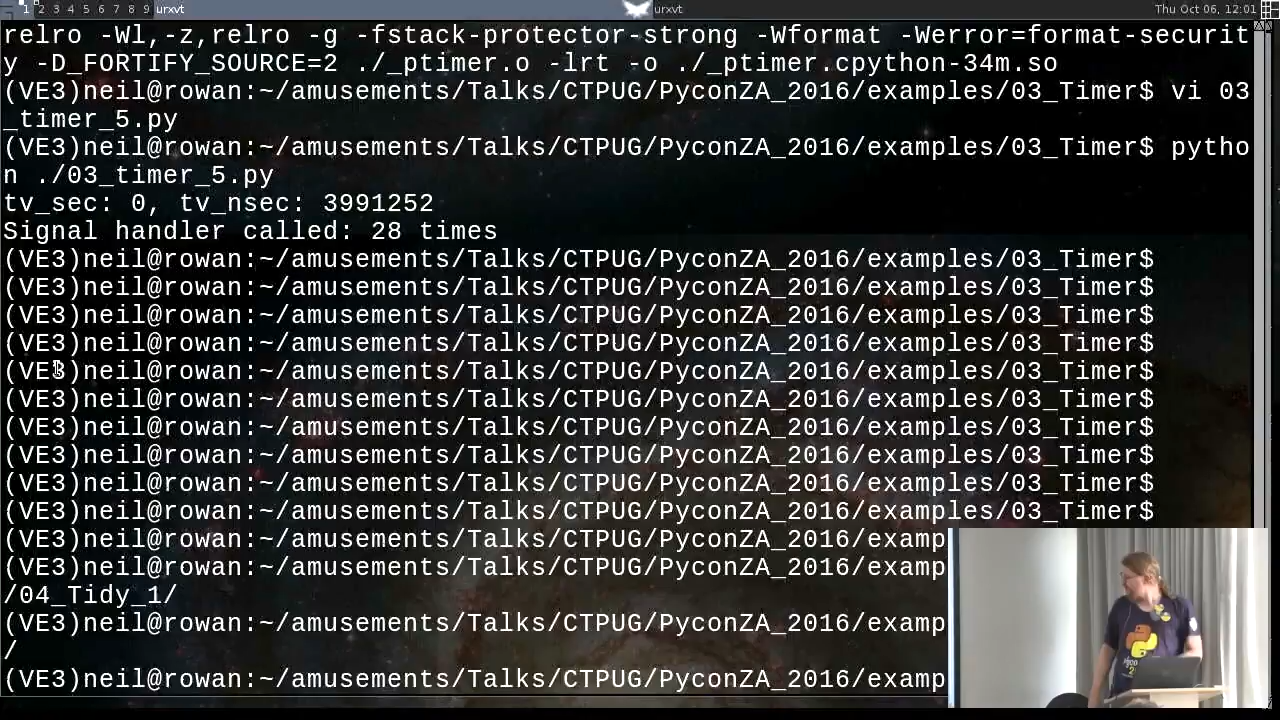 1 2 3 4 5 6 7 8 9 urxvt urxvt Thu Oct 06, 12:01
relro -Wl,-z,relro -g -fstack-protector-strong -Wformat -Werror=format-securit
y -D_FORTIFY_SOURCE=2 ./_ptimer.o -lrt -o ./_ptimer.cpython-34m.so
(VE3)neil@rowan:~/amusements/Talks/CTPUG/PyconZA_2016/examples/03_Timer$ vi 03
_timer_5.py
(VE3)neil@rowan:~/amusements/Talks/CTPUG/PyconZA_2016/examples/03_Timer$ pytho
n ./03_timer_5.py
tv_sec: 0, tv_nsec: 3991252
Signal handler called: 28 times
(VE3)neil@rowan:~/amusements/Talks/CTPUG/PyconZA_2016/examples/03_Timer$
(VE3)neil@rowan:~/amusements/Talks/CTPUG/PyconZA_2016/examples/03_Timer$
(VE3)neil@rowan:~/amusements/Talks/CTPUG/PyconZA_2016/examples/03_Timer$
(VE3)neil@rowan:~/amusements/Talks/CTPUG/PyconZA_2016/examples/03_Timer$
(VE3)neil@rowan:~/amusements/Talks/CTPUG/PyconZA_2016/examples/03_Timer$
(VE3)neil@rowan:~/amusements/Talks/CTPUG/PyconZA_2016/examples/03_Timer$
(VE3)neil@rowan:~/amusements/Talks/CTPUG/PyconZA_2016/examples/03_Timer$
(VE3)neil@rowan:~/amusements/Talks/CTPUG/PyconZA_2016/examples/03_Timer$
(VE3)neil@rowan:~/amusements/Talks/CTPUG/PyconZA_2016/examples/03_Timer$
(VE3)neil@rowan:~/amusements/Talks/CTPUG/PyconZA_2016/examples/03_Timer$
(VE3)neil@rowan:~/amusements/Talks/CTPUG/PyconZA_2016/examp
(VE3)neil@rowan:~/amusements/Talks/CTPUG/PyconZA_2016/examp
/04_Tidy_1/
(VE3)neil@rowan:~/amusements/Talks/CTPUG/PyconZA_2016/examp
/
(VE3)neil@rowan:~/amusements/Talks/CTPUG/PyconZA_2016/examp